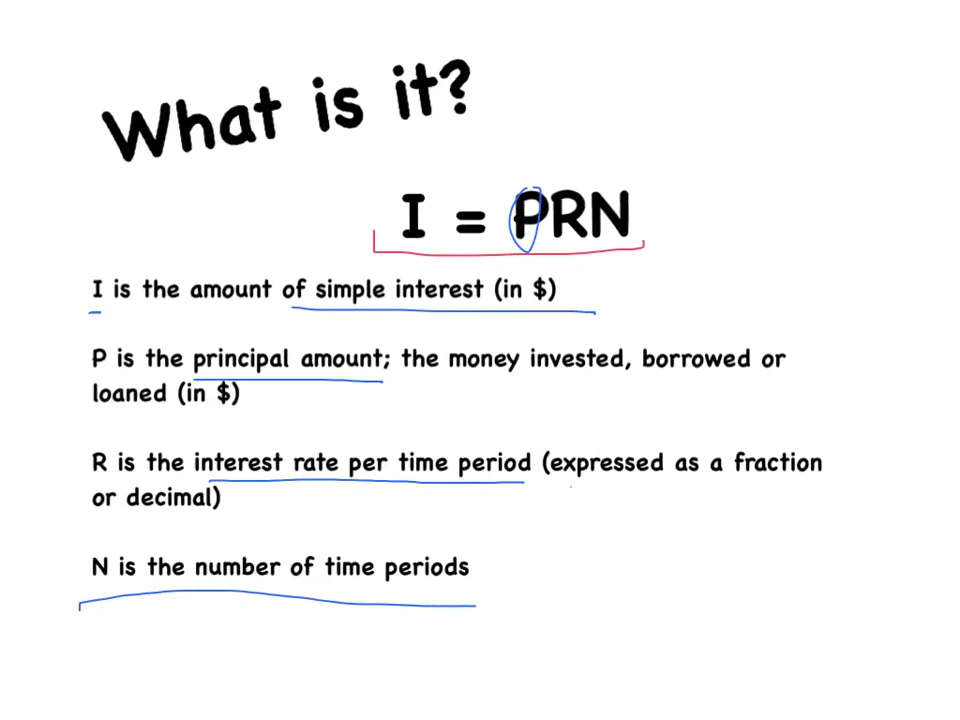 What is it?
I = PRN
I is the amount of simple interest (in $)
P is the principal amount; the money invested, borrowed or
loaned (in $)
R is the interest rate per time period (expressed as a fraction
or decimal)
N is the number of time periods